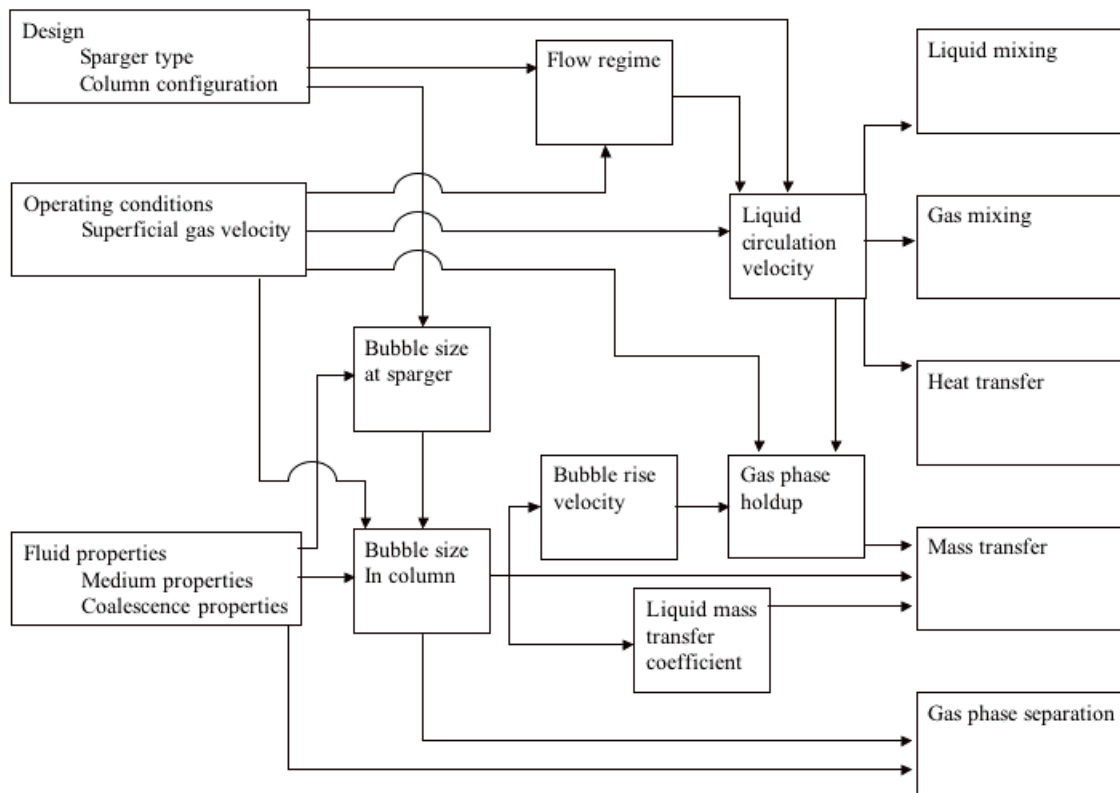 Design
Sparger type
Column configuration
Flow regime
Liquid mixing
Operating conditions
Superficial gas velocity
Liquid
circulation
velocity
Gas mixing
Bubble size
at sparger
Heat transfer
Bubble rise
velocity
Gas phase
holdup
Fluid properties
Medium properties
Coalescence properties
Bubble size
In column
Mass transfer
Liquid mass
transfer
coefficient
Gas phase separation